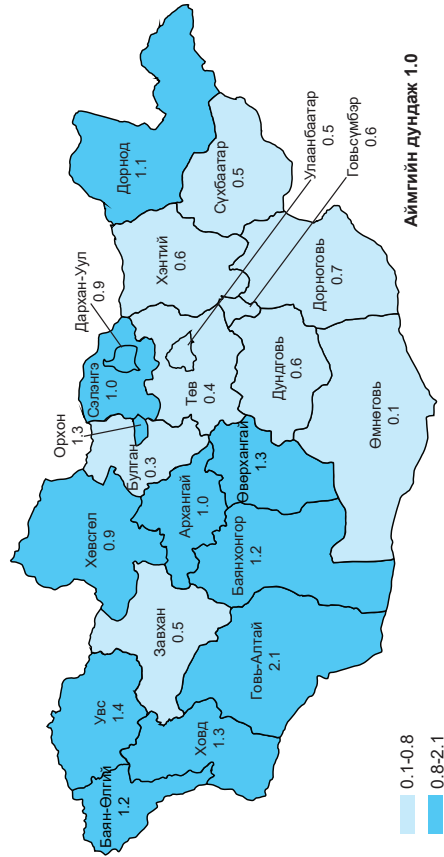 Баян-Өлгий
1.2
Увс
1.4
Ховд
1.3
Завхан
0.5
Говь-Алтай
2.1
Хөвсгөл
0.9
Архангай
1.0
Баянхонгор
1.2
Өвөрхангай
1.3
Орхон
1.3
Булган
0.3
Сэлэнгэ
1.0
Дархан-Уул
0.9
Төв
0.4
Дундговь
0.6
Өмнөговь
0.1
Хэнтий
0.6
Дорноговь
0.7
Дорнод
1.1
Сүхбаатар
0.5
Улаанбаатар
0.5
Говьсүмбэр
0.6
Аймгийн дундаж 1.0
0.1-0.8
0.8-2.1